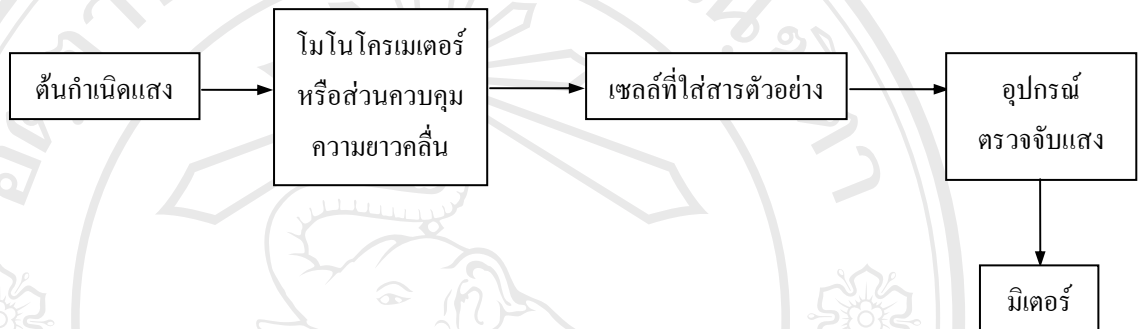 ต้นกำเนิดแสง
โมโนโครเมเตอร์
หรือส่วนควบคุม
ความยาวคลื่น
เซลล์ที่ใส่สารตัวอย่าง
อุปกรณ์
ตรวจจับแสง
มิเตอร์